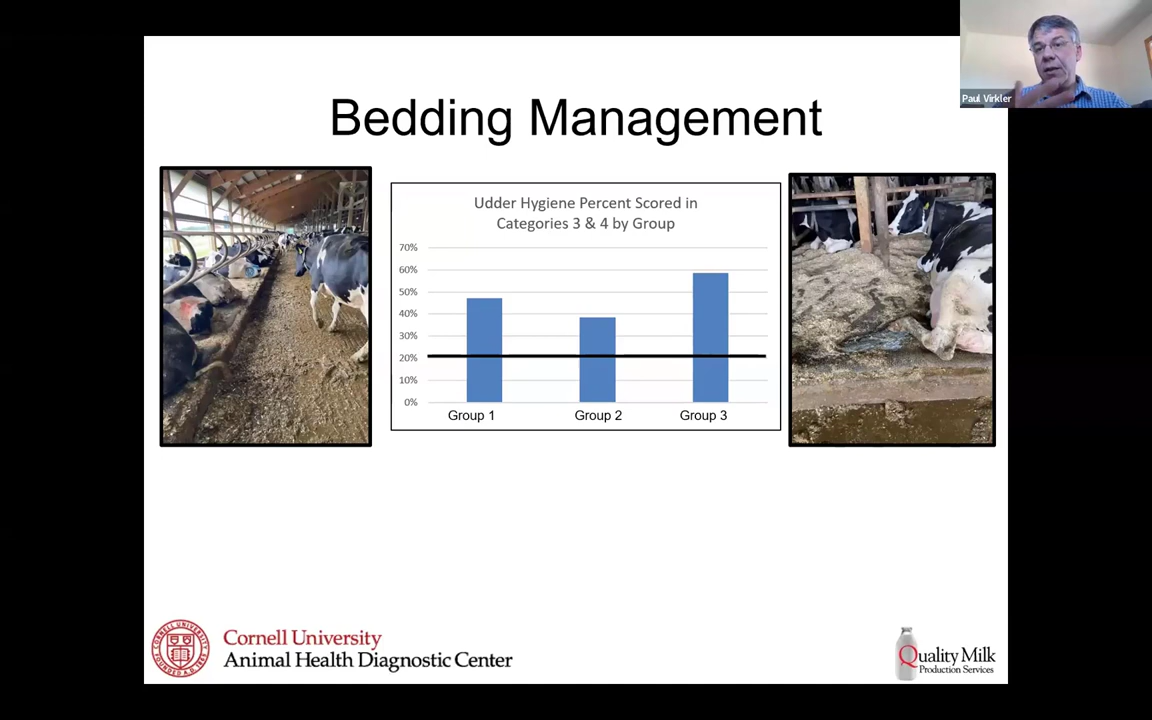 Paul Virkler
Bedding Management
Udder Hygiene Percent Scored in
Categories 3 & 4 by Group
70%
60%
50%
40%
30%
20%
10%
0%
Group 1
Group 2
Group 3
Cornell University
Animal Health Diagnostic Center
Quality Milk
Production Services